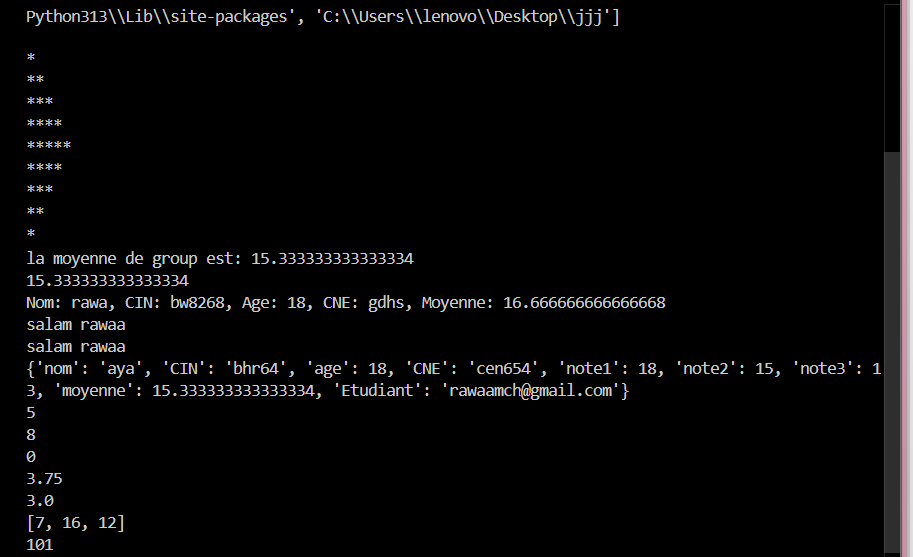 Python313\\Lib\\site-packages', 'C:\\Users\\lenovo\\Desktop\\jjj']
*
**
***
****
*****
****
***
**
*
la moyenne de group est: 15.333333333333334
15.333333333333334
Nom: rawa, CIN: bw8268, Age: 18, CNE: gdhs, Moyenne: 16.666666666666668
salam rawaa
salam rawaa
{'nom': 'aya', 'CIN': 'bhr64', 'age': 18, 'CNE': 'cen654', 'note1': 18, 'note2': 15, 'note3': 1
3, 'moyenne': 15.333333333333334, 'Etudiant': 'rawaamch@gmail.com'}
5
8
0
3.75
3.0
[7, 16, 12]
101